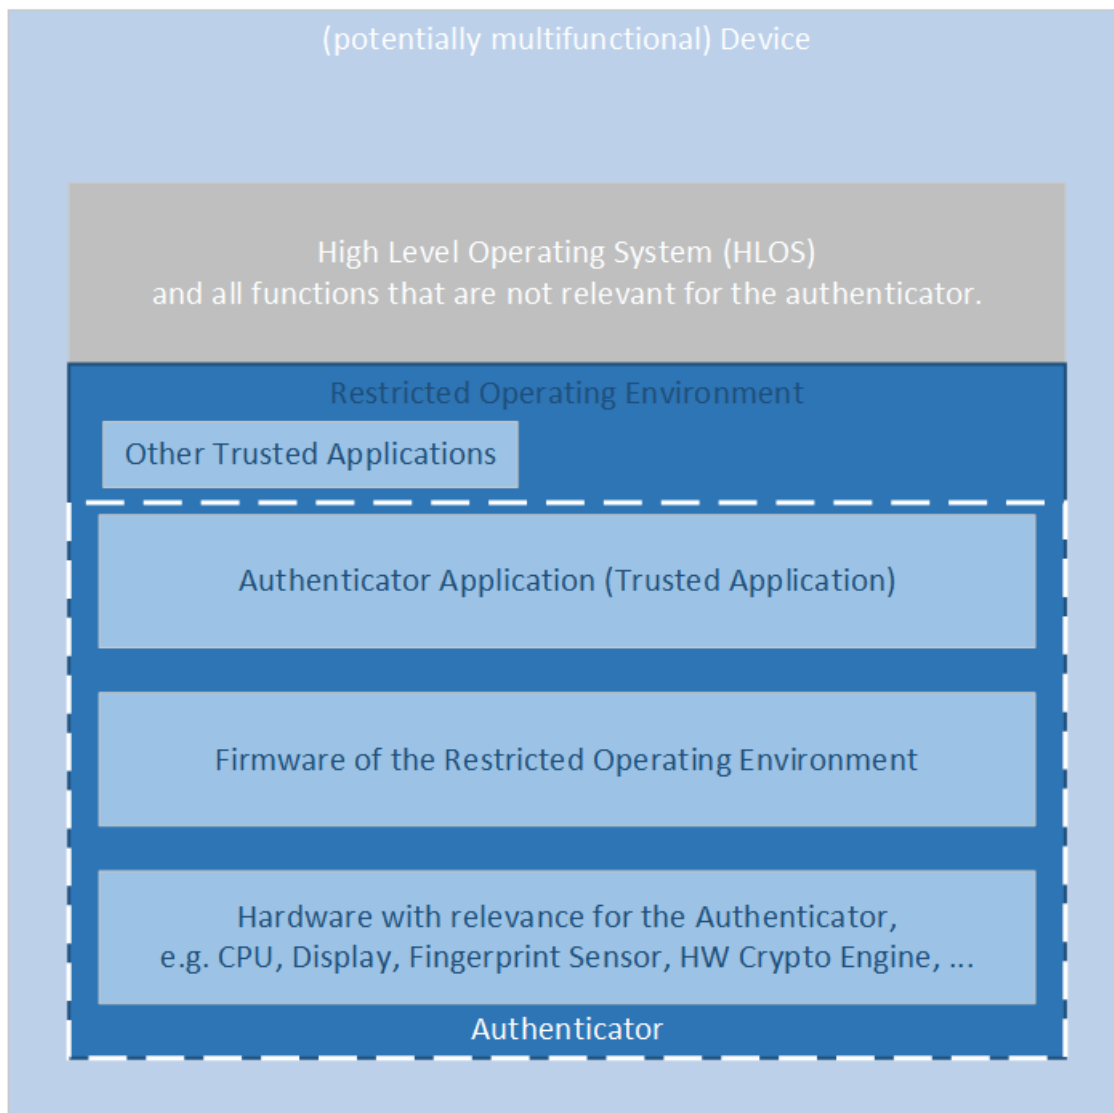 (potentially multifunctional) Device
High Level Operating System (HLOS)
and all functions that are not relevant for the authenticator.
Restricted Operating Environment
Other Trusted Applications
Authenticator Application (Trusted Application)
Firmware of the Restricted Operating Environment
Hardware with relevance for the Authenticator,
e.g. CPU, Display, Fingerprint Sensor, HW Crypto Engine, ...
Authenticator